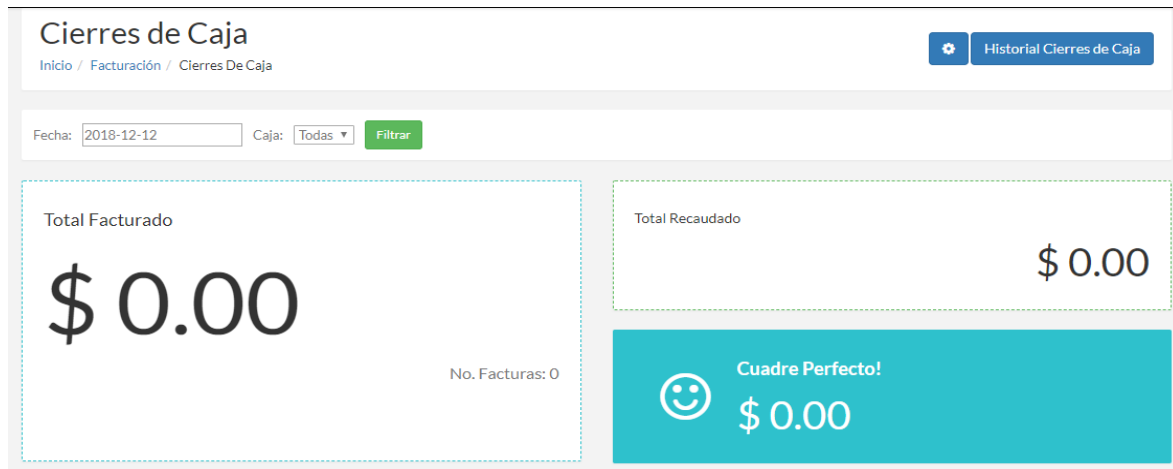 Cierres de Caja
Historial Cierres de Caja
Inicio / Facturación / Cierres De Caja
Fecha: 2018-12-12 Caja: Todas Filtrar
Total Facturado
$ 0.00
No. Facturas: 0
Total Recaudado
$ 0.00
Cuadre Perfecto!
$ 0.00